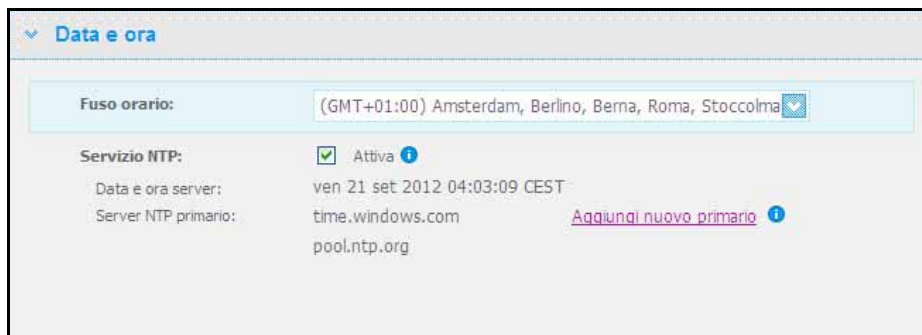 Data e ora
Fuso orario: (GMT+01:00) Amsterdam, Berlino, Berna, Roma, Stoccolma
Servizio NTP: Attiva
Data e ora server: ven 21 set 2012 04:03:09 CEST
Server NTP primario: time.windows.com Aggiungi nuovo primario
pool.ntp.org